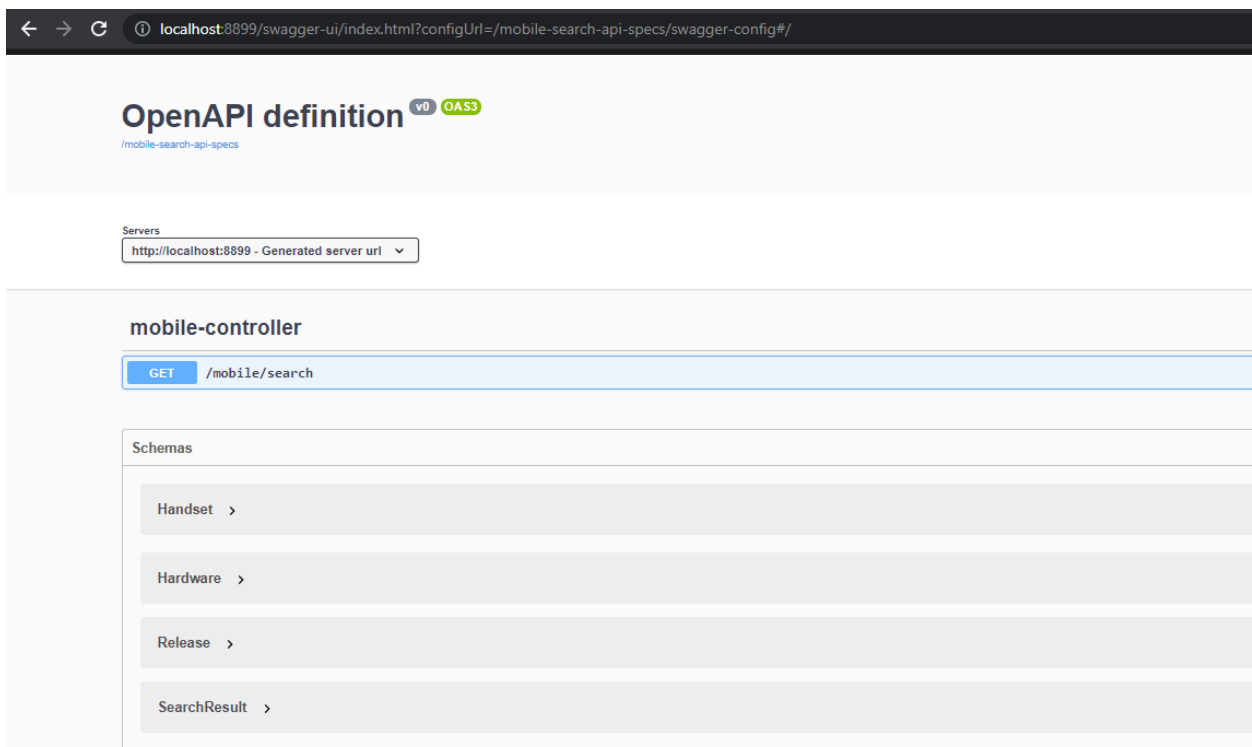 localhost:8899/swagger-ui/index.html?configUrl=/mobile-search-api-specs/swagger-config#/
OpenAPI definition v0 OAS3
/mobile-search-api-specs
Servers
http://localhost:8899 - Generated server url
mobile-controller
GET /mobile/search
Schemas
Handset
Hardware
Release
SearchResult